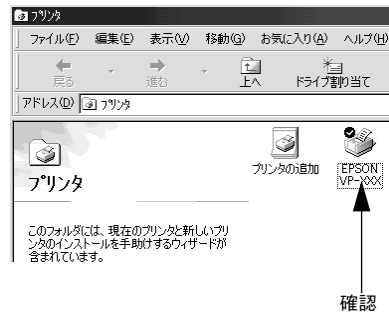 プリンタ
ファイル(F) 編集(E) 表示(V) 移動(G) お気に入り(A) ヘルプ(H)
戻る 進む 上へ ドライブ割り当て
アドレス(D) プリンタ
プリンタの追加 EPSON
VP-XXX
プリンタ
このフォルダには、現在のプリンタと新しいプリ
ンタのインストールを手助けするウィザードが
含まれています。
確認